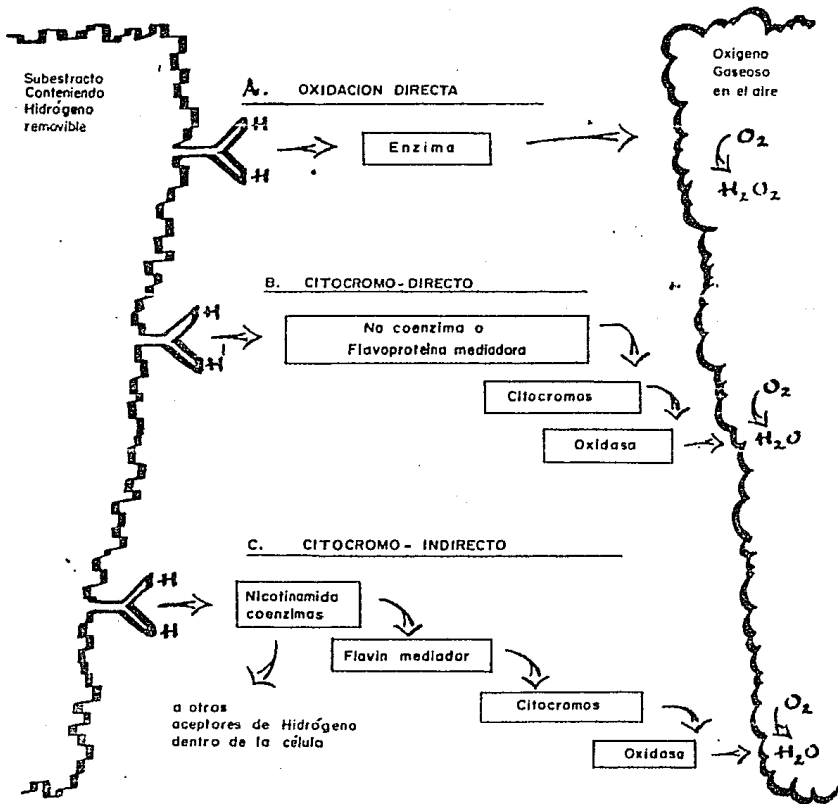 Subestracto
Conteniendo
Hidrógeno
removible
Oxígeno
Gaseoso
en el aire
A. OXIDACION DIRECTA
H
H
Enzima
O2
H2O2
B. CITOCROMO-DIRECTO
H
H
No coenzima o
Flavoproteína mediadora
Citocromos
Oxidasa
O2
H2O
C. CITOCROMO - INDIRECTO
H
H
Nicotinamida
coenzimas
Flavin mediador
a otros
aceptores de Hidrógeno
dentro de la célula
Citocromos
Oxidasa
O2
H2O